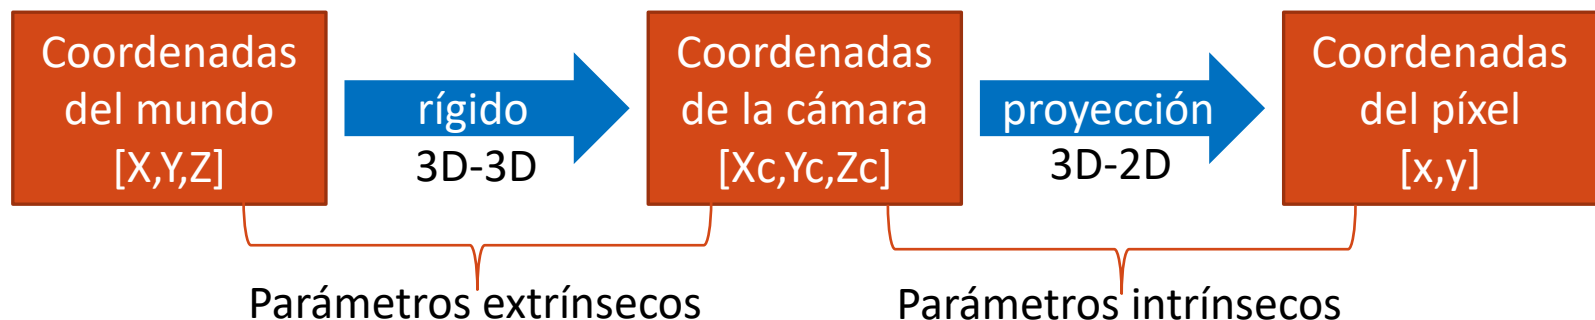 Coordenadas
del mundo
[X,Y,Z]
rígido
3D-3D
Coordenadas
de la cámara
[Xc,Yc,Zc]
proyección
3D-2D
Coordenadas
del píxel
[x,y]
Parámetros extrínsecos
Parámetros intrínsecos